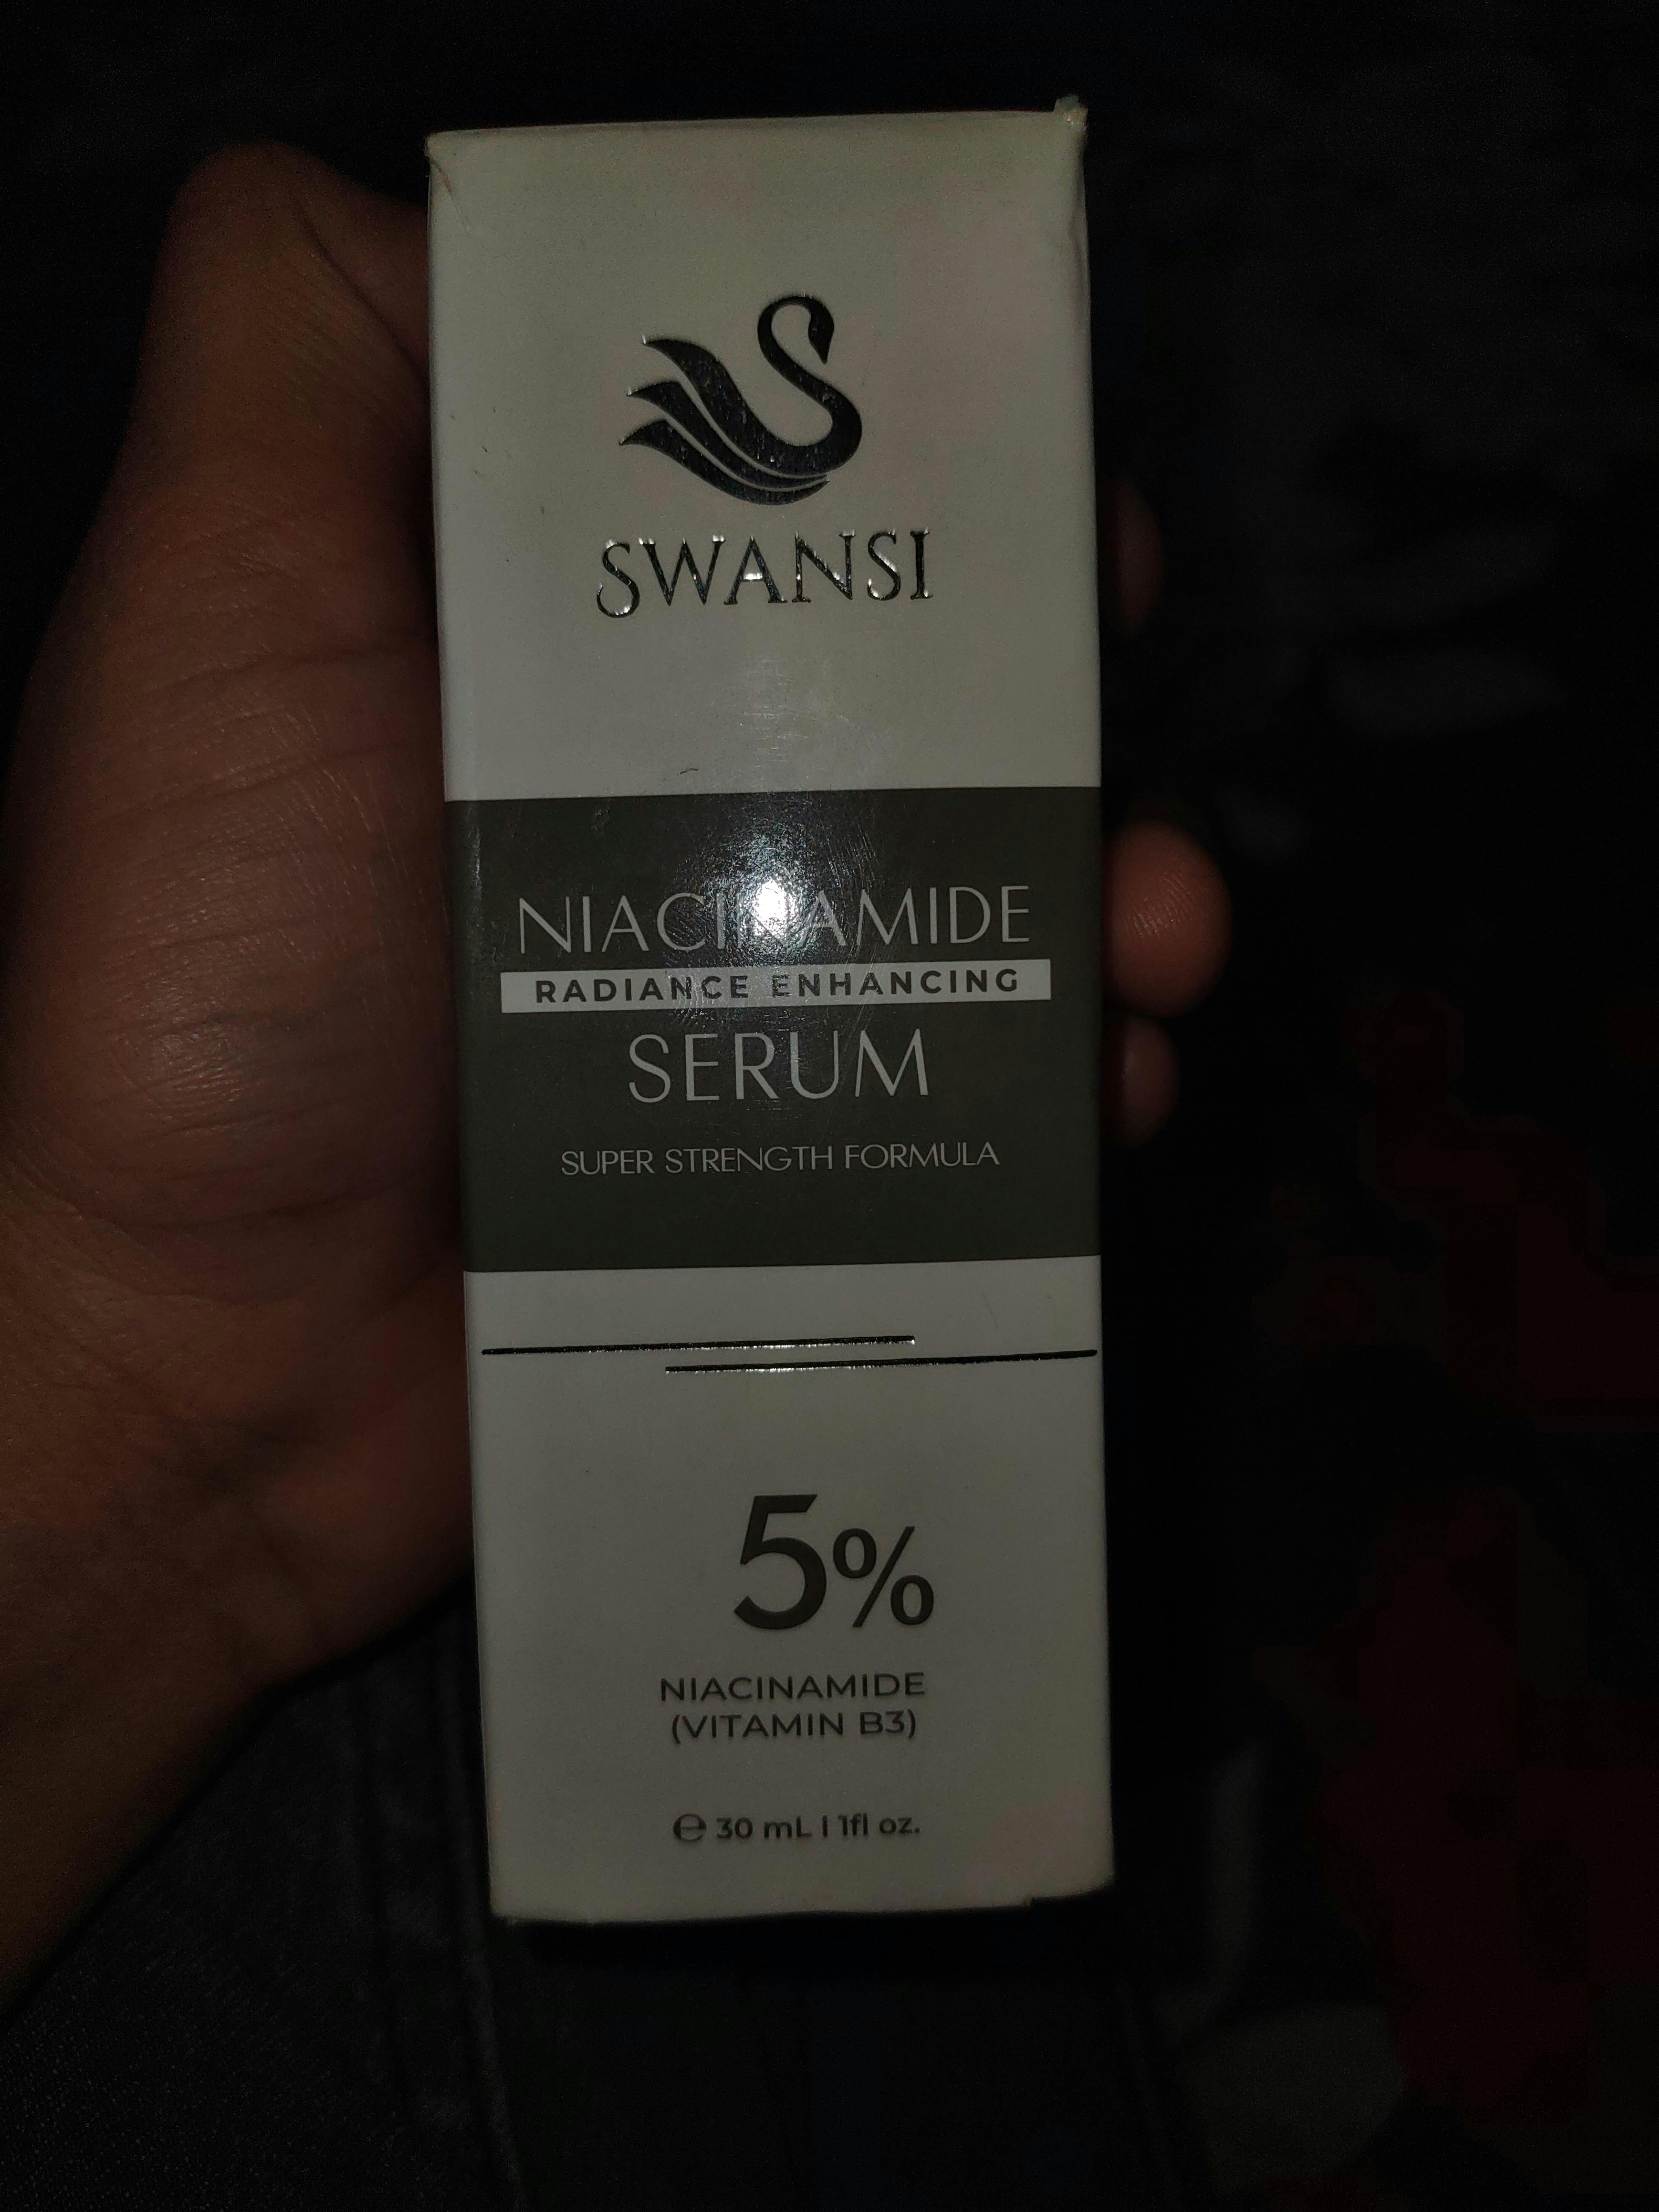 SWANSI
NIACINAMIDE
RADIANCE ENHANCING
SERUM
SUPER STRENGTH FORMULA
5%
NIACINAMIDE
(VITAMIN B3)
℮ 30 mL | 1fl oz.